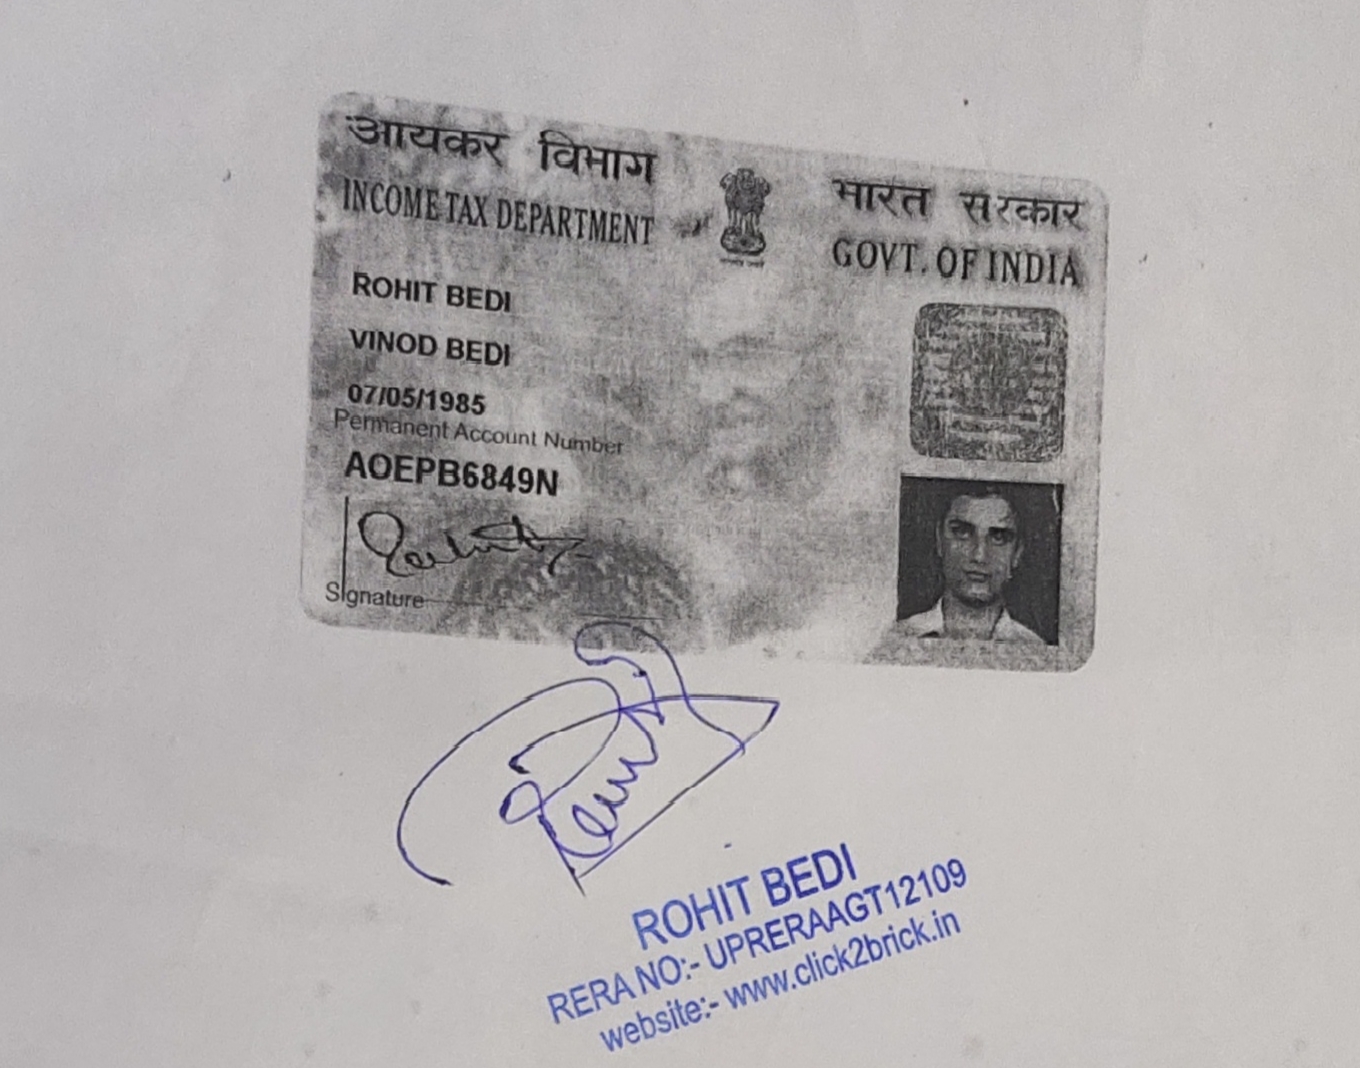 आयकर विभाग
INCOME TAX DEPARTMENT
भारत सरकार
GOVT. OF INDIA
ROHIT BEDI
VINOD BEDI
07/05/1985
Permanent Account Number
AOEPB6849N
Signature
ROHIT BEDI
RERA NO:- UPRERAAGT12109
website:- www.click2brick.in